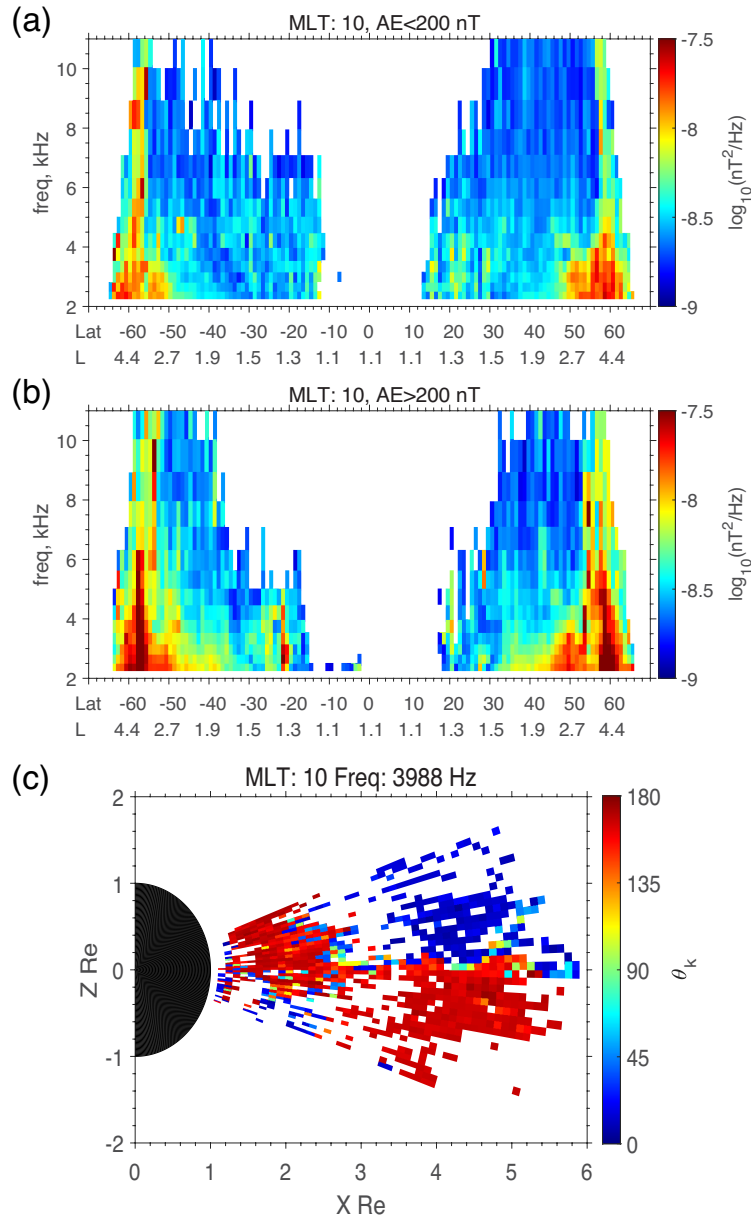 (a)
MLT: 10, AE<200 nT
10
8
6
4
2
freq, kHz
Lat -60 -50 -40 -30 -20 -10 0 10 20 30 40 50 60
L 4.4 2.7 1.9 1.5 1.3 1.1 1.1 1.1 1.3 1.5 1.9 2.7 4.4
-7.5
-8
-8.5
-9
log10(nT2/Hz)
(b)
MLT: 10, AE>200 nT
10
8
6
4
2
freq, kHz
Lat -60 -50 -40 -30 -20 -10 0 10 20 30 40 50 60
L 4.4 2.7 1.9 1.5 1.3 1.1 1.1 1.1 1.3 1.5 1.9 2.7 4.4
-7.5
-8
-8.5
-9
log10(nT2/Hz)
(c)
MLT: 10 Freq: 3988 Hz
2
1
0
-1
-2
Z Re
0 1 2 3 4 5 6
X Re
180
135
90
45
0
θk